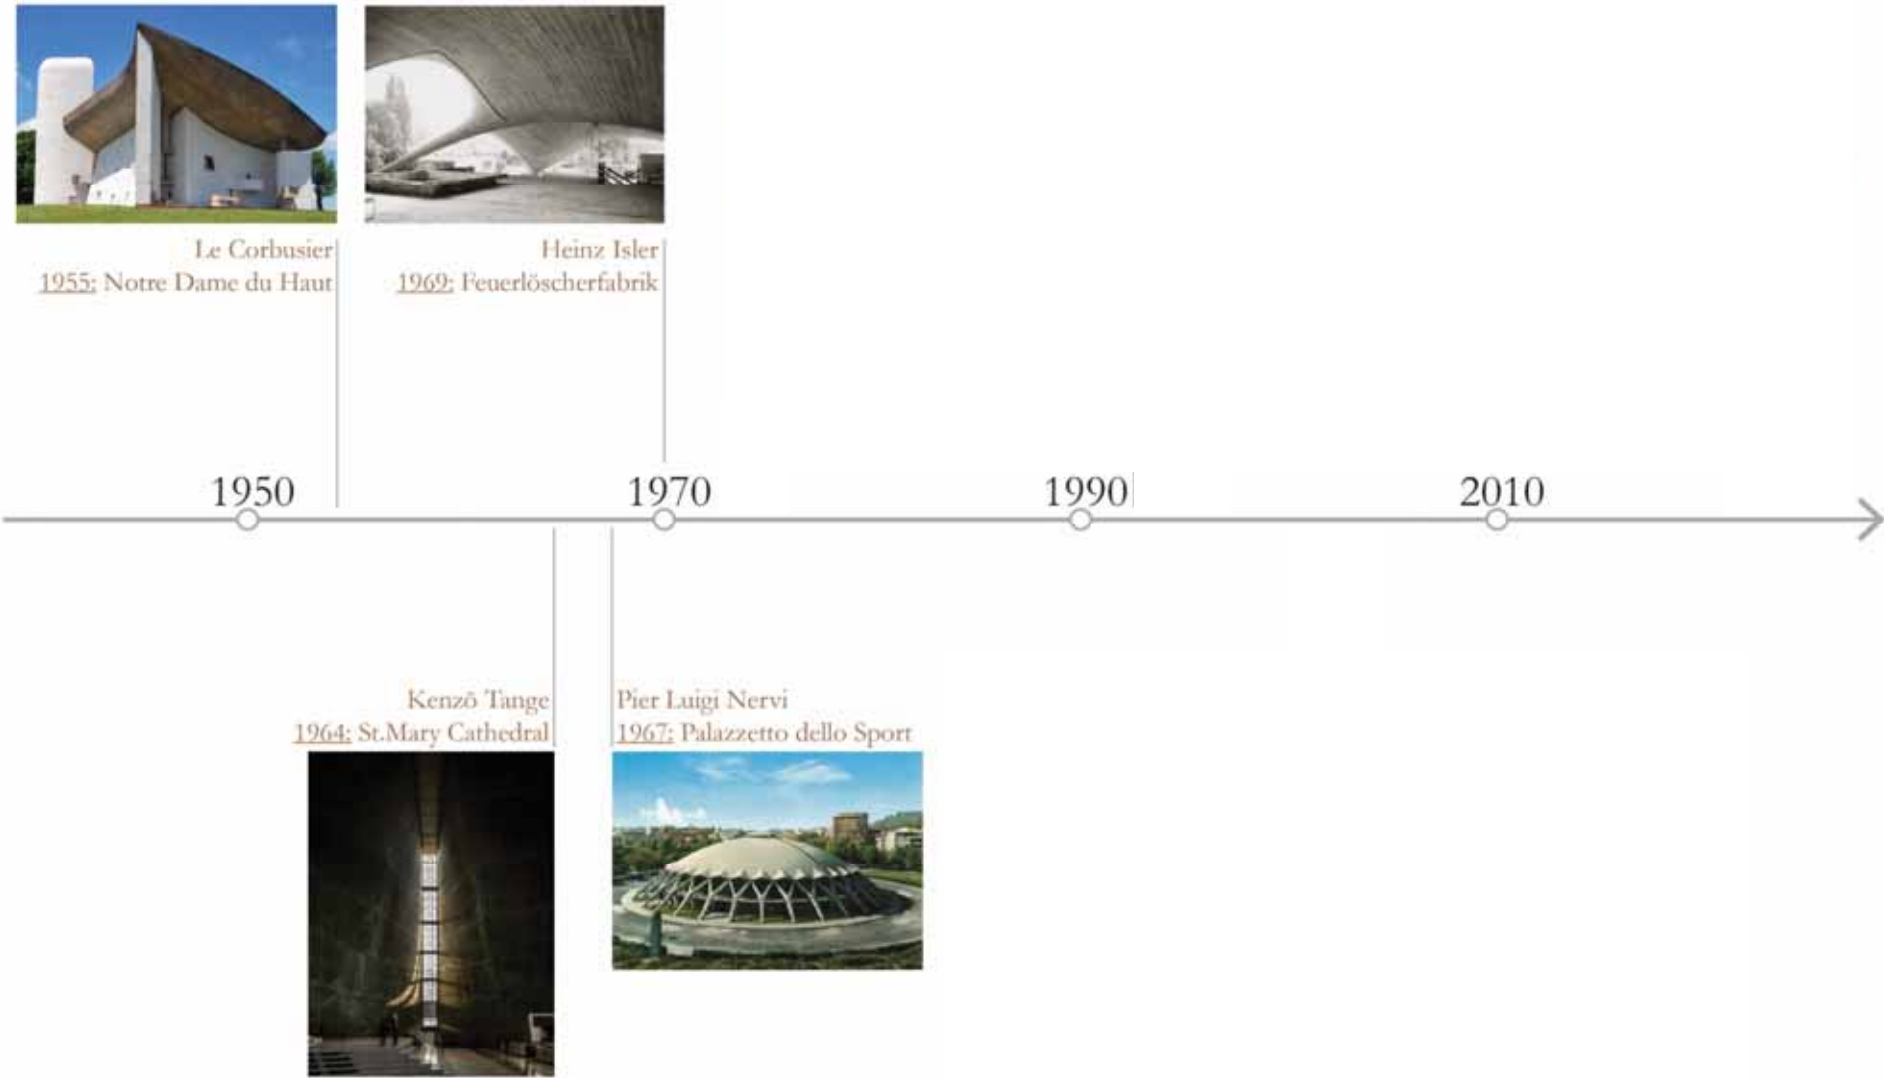 Le Corbusier
1955: Notre Dame du Haut
Heinz Isler
1969: Feuerlöscherfabrik
1950
1970
1990
2010
Kenzō Tange
1964: St.Mary Cathedral
Pier Luigi Nervi
1967: Palazzetto dello Sport